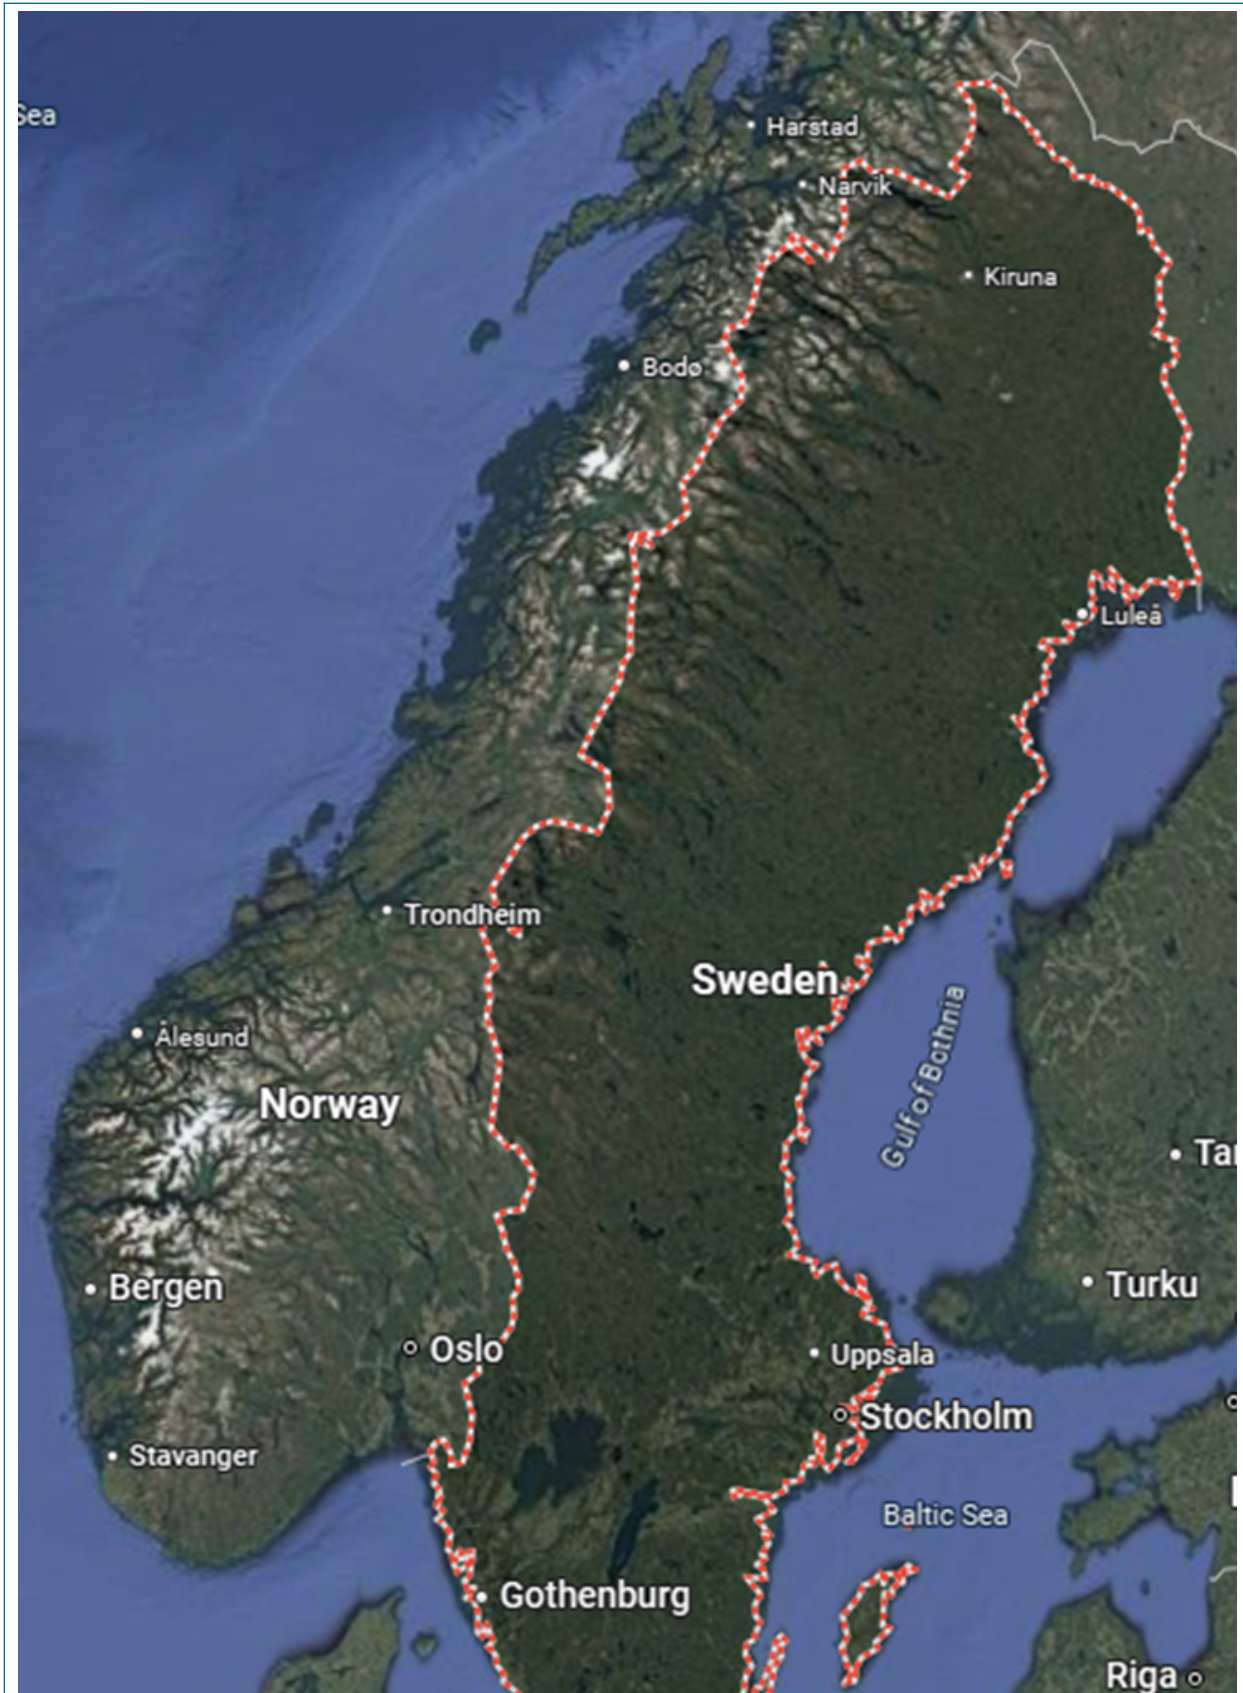 Sea
Harstad
Narvik
Kiruna
Bodø
Luleå
Trondheim
Sweden
Ålesund
Gulf of Bothnia
Norway
Tar
Bergen
Turku
Oslo
Uppsala
Stockholm
Stavanger
Baltic Sea
Gothenburg
Riga